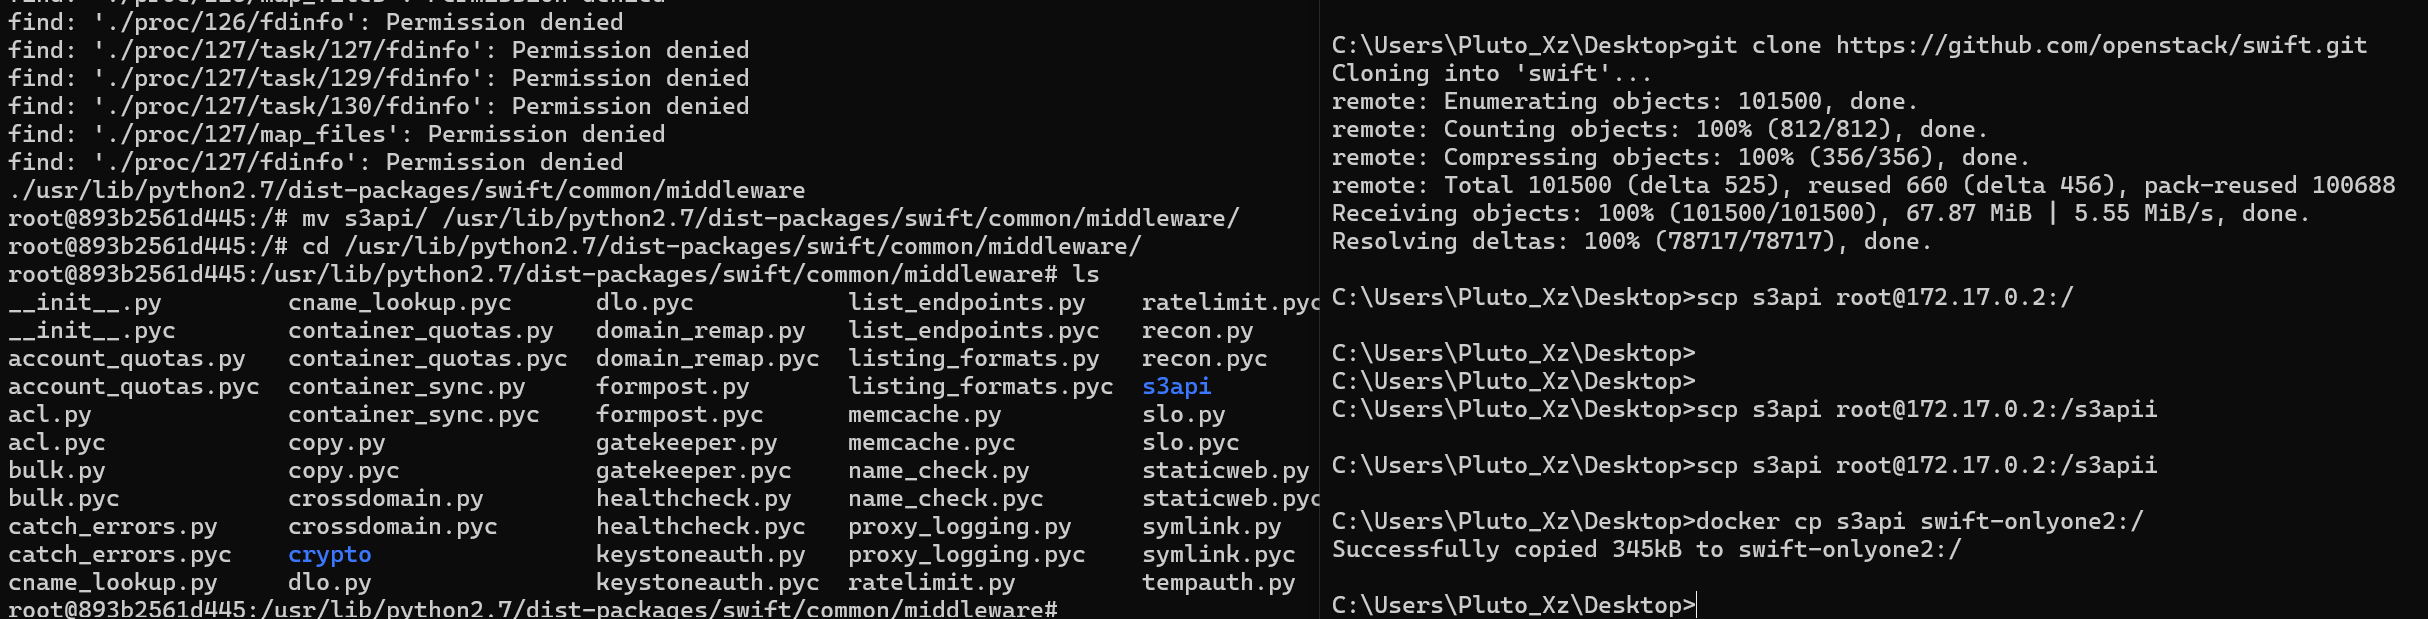 find: './proc/126/fdinfo': Permission denied
find: './proc/127/task/127/fdinfo': Permission denied
find: './proc/127/task/129/fdinfo': Permission denied
find: './proc/127/task/130/fdinfo': Permission denied
find: './proc/127/map_files': Permission denied
find: './proc/127/fdinfo': Permission denied
./usr/lib/python2.7/dist-packages/swift/common/middleware
root@893b2561d445:/# mv s3api/ /usr/lib/python2.7/dist-packages/swift/common/middleware/
root@893b2561d445:/# cd /usr/lib/python2.7/dist-packages/swift/common/middleware/
root@893b2561d445:/usr/lib/python2.7/dist-packages/swift/common/middleware# ls
__init__.py cname_lookup.pyc dlo.pyc list_endpoints.py ratelimit.pyc
__init__.pyc container_quotas.py domain_remap.py list_endpoints.pyc recon.py
account_quotas.py container_quotas.pyc domain_remap.pyc listing_formats.py recon.pyc
account_quotas.pyc container_sync.py formpost.py listing_formats.pyc s3api
acl.py container_sync.pyc formpost.pyc memcache.py slo.py
acl.pyc copy.py gatekeeper.py memcache.pyc slo.pyc
bulk.py copy.pyc gatekeeper.pyc name_check.py staticweb.py
bulk.pyc crossdomain.py healthcheck.py name_check.pyc staticweb.pyc
catch_errors.py crossdomain.pyc healthcheck.pyc proxy_logging.py symlink.py
catch_errors.pyc crypto keystoneauth.py proxy_logging.pyc symlink.pyc
cname_lookup.py dlo.py keystoneauth.pyc ratelimit.py tempauth.py
root@893b2561d445:/usr/lib/python2.7/dist-packages/swift/common/middleware#
C:\Users\Pluto_Xz\Desktop>git clone https://github.com/openstack/swift.git
Cloning into 'swift'...
remote: Enumerating objects: 101500, done.
remote: Counting objects: 100% (812/812), done.
remote: Compressing objects: 100% (356/356), done.
remote: Total 101500 (delta 525), reused 660 (delta 456), pack-reused 100688
Receiving objects: 100% (101500/101500), 67.87 MiB | 5.55 MiB/s, done.
Resolving deltas: 100% (78717/78717), done.
C:\Users\Pluto_Xz\Desktop>scp s3api root@172.17.0.2:/
C:\Users\Pluto_Xz\Desktop>
C:\Users\Pluto_Xz\Desktop>
C:\Users\Pluto_Xz\Desktop>scp s3api root@172.17.0.2:/s3apii
C:\Users\Pluto_Xz\Desktop>scp s3api root@172.17.0.2:/s3apii
C:\Users\Pluto_Xz\Desktop>docker cp s3api swift-onlyone2:/
Successfully copied 345kB to swift-onlyone2:/
C:\Users\Pluto_Xz\Desktop>